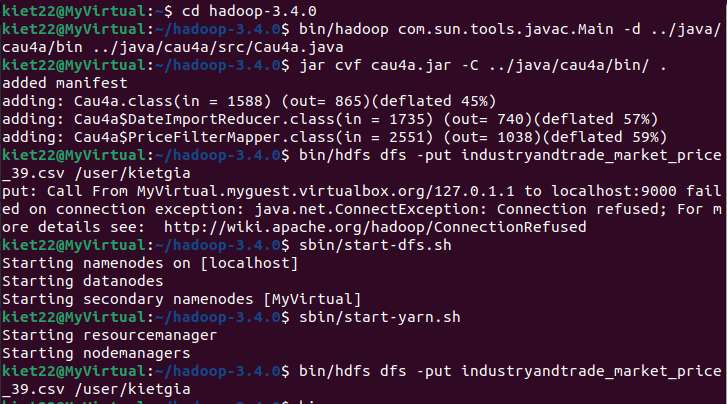 kiet22@MyVirtual:~$ cd hadoop-3.4.0
kiet22@MyVirtual:~/hadoop-3.4.0$ bin/hadoop com.sun.tools.javac.Main -d ../java/
cau4a/bin ../java/cau4a/src/Cau4a.java
kiet22@MyVirtual:~/hadoop-3.4.0$ jar cvf cau4a.jar -C ../java/cau4a/bin/ .
added manifest
adding: Cau4a.class(in = 1588) (out= 865)(deflated 45%)
adding: Cau4a$DateImportReducer.class(in = 1735) (out= 740)(deflated 57%)
adding: Cau4a$PriceFilterMapper.class(in = 2551) (out= 1038)(deflated 59%)
kiet22@MyVirtual:~/hadoop-3.4.0$ bin/hdfs dfs -put industryandtrade_market_price
_39.csv /user/kietgia
put: Call From MyVirtual.myguest.virtualbox.org/127.0.1.1 to localhost:9000 fail
ed on connection exception: java.net.ConnectException: Connection refused; For m
ore details see:  http://wiki.apache.org/hadoop/ConnectionRefused
kiet22@MyVirtual:~/hadoop-3.4.0$ sbin/start-dfs.sh
Starting namenodes on [localhost]
Starting datanodes
Starting secondary namenodes [MyVirtual]
kiet22@MyVirtual:~/hadoop-3.4.0$ sbin/start-yarn.sh
Starting resourcemanager
Starting nodemanagers
kiet22@MyVirtual:~/hadoop-3.4.0$ bin/hdfs dfs -put industryandtrade_market_price
_39.csv /user/kietgia